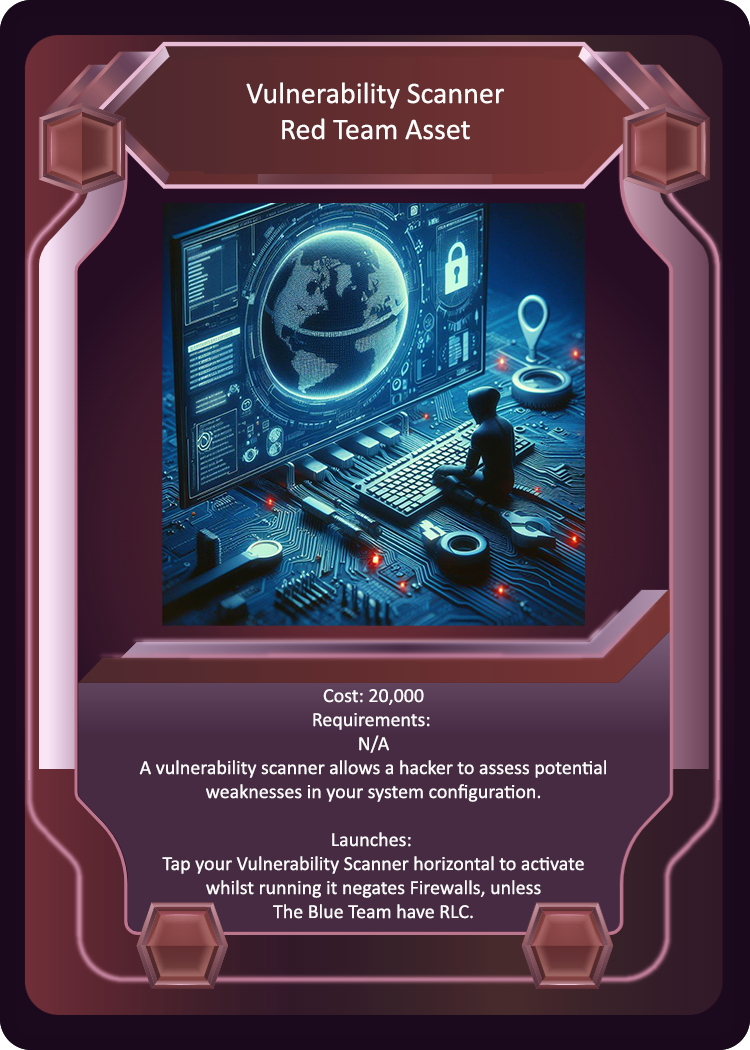 Vulnerability Scanner
Red Team Asset
Cost: 20,000
Requirements:
N/A
A vulnerability scanner allows a hacker to assess potential
weaknesses in your system configuration.
Launches:
Tap your Vulnerability Scanner horizontal to activate
whilst running it negates Firewalls, unless
The Blue Team have RLC.